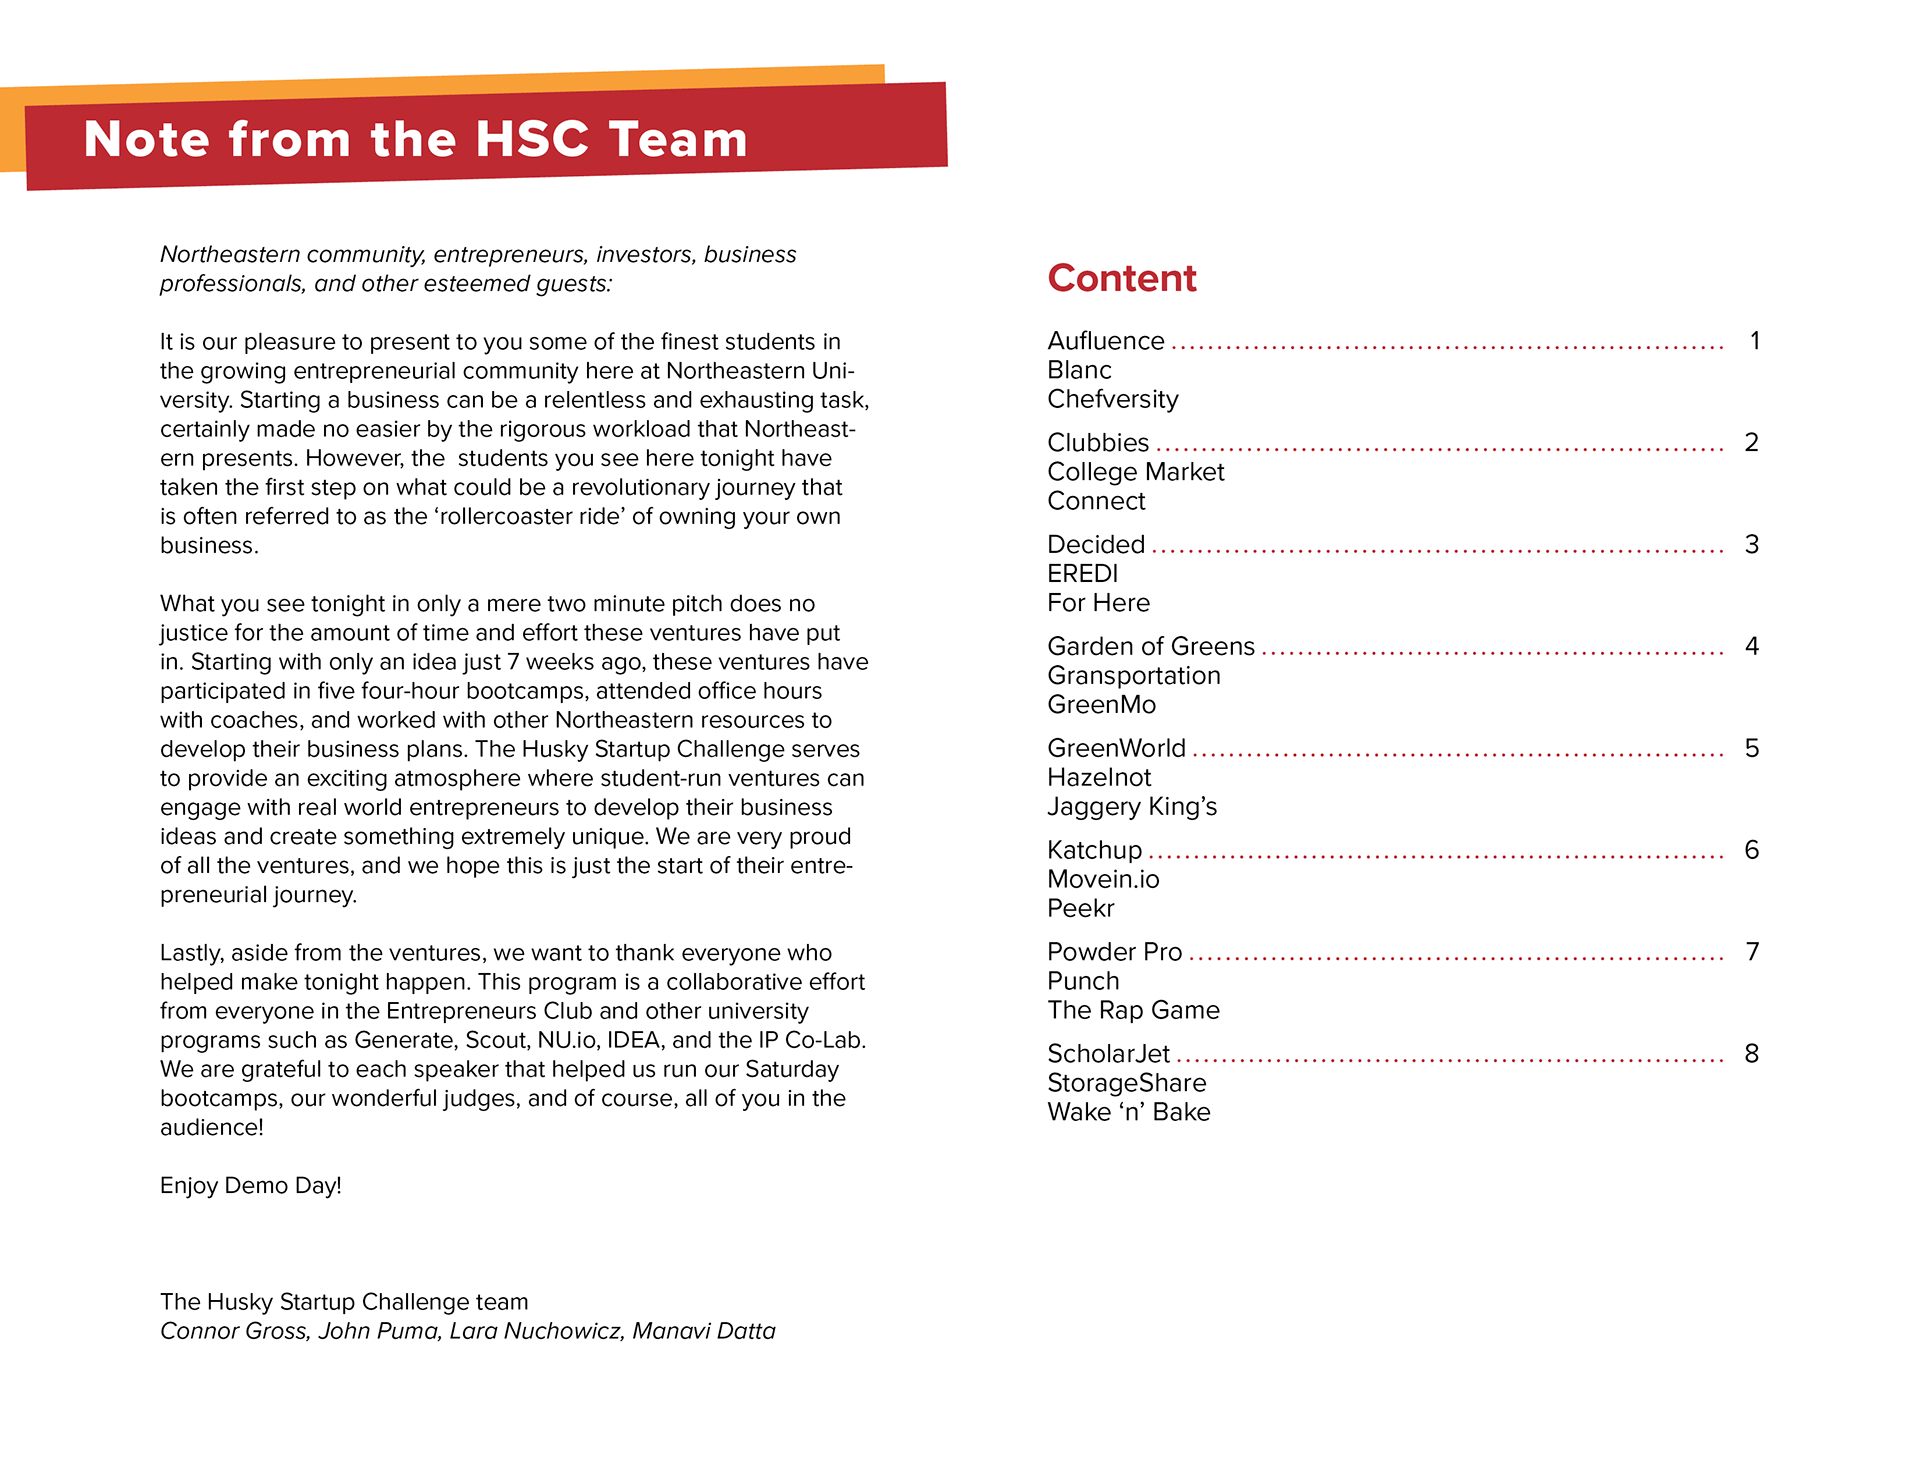 Note from the HSC Team
Northeastern community, entrepreneurs, investors, business
professionals, and other esteemed guests:
It is our pleasure to present to you some of the finest students in
the growing entrepreneurial community here at Northeastern Uni-
versity. Starting a business can be a relentless and exhausting task,
certainly made no easier by the rigorous workload that Northeast-
ern presents. However, the  students you see here tonight have
taken the first step on what could be a revolutionary journey that
is often referred to as the ‘rollercoaster ride’ of owning your own
business.
What you see tonight in only a mere two minute pitch does no
justice for the amount of time and effort these ventures have put
in. Starting with only an idea just 7 weeks ago, these ventures have
participated in five four-hour bootcamps, attended office hours
with coaches, and worked with other Northeastern resources to
develop their business plans. The Husky Startup Challenge serves
to provide an exciting atmosphere where student-run ventures can
engage with real world entrepreneurs to develop their business
ideas and create something extremely unique. We are very proud
of all the ventures, and we hope this is just the start of their entre-
preneurial journey.
Lastly, aside from the ventures, we want to thank everyone who
helped make tonight happen. This program is a collaborative effort
from everyone in the Entrepreneurs Club and other university
programs such as Generate, Scout, NU.io, IDEA, and the IP Co-Lab.
We are grateful to each speaker that helped us run our Saturday
bootcamps, our wonderful judges, and of course, all of you in the
audience!
Enjoy Demo Day!
The Husky Startup Challenge team
Connor Gross, John Puma, Lara Nuchowicz, Manavi Datta
Content
Aufluence ........ 1
Blanc
Chefversity
Clubbies ........ 2
College Market
Connect
Decided ........ 3
EREDI
For Here
Garden of Greens ........ 4
Gransportation
GreenMo
GreenWorld ........ 5
Hazelnot
Jaggery King’s
Katchup ........ 6
Movein.io
Peekr
Powder Pro ........ 7
Punch
The Rap Game
ScholarJet ........ 8
StorageShare
Wake ‘n’ Bake